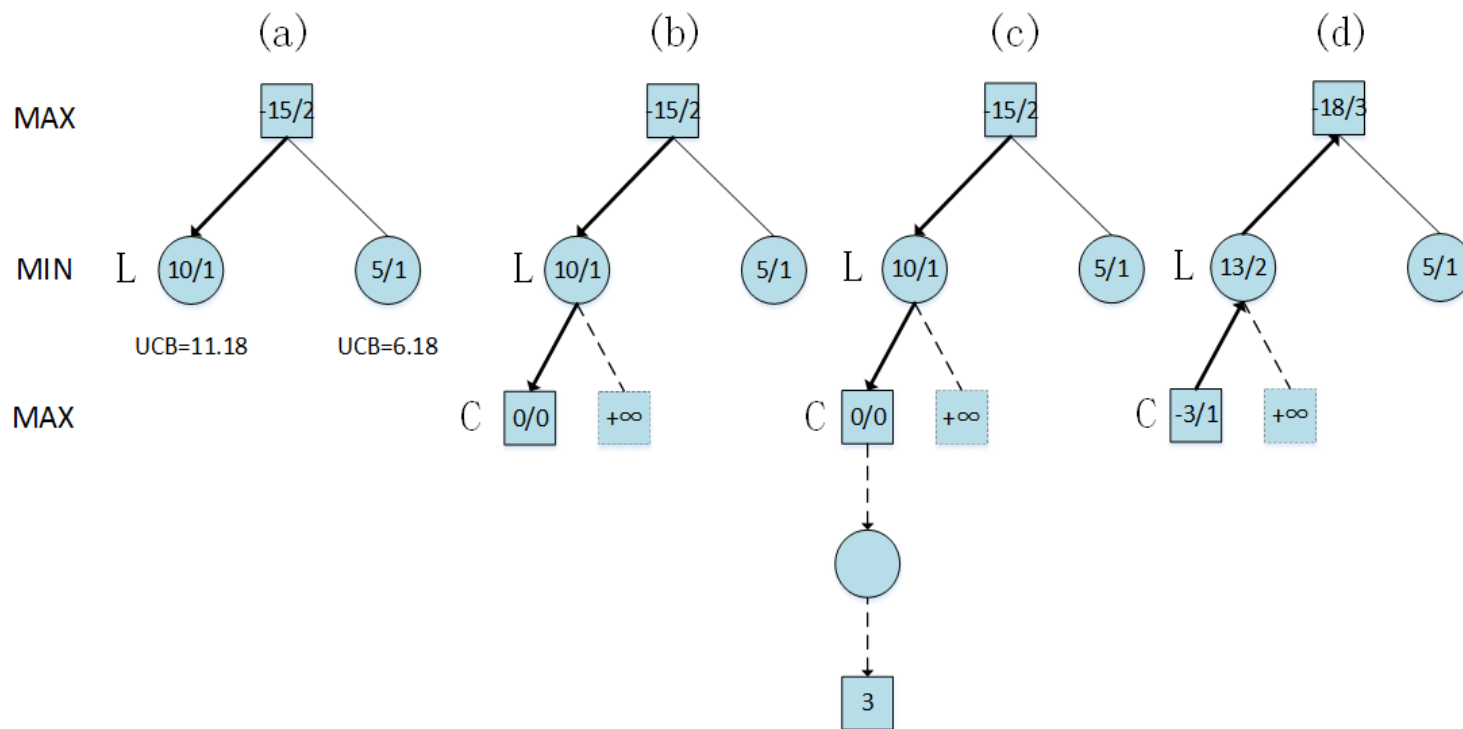 (a) (b) (c) (d)
MAX -15/2 -15/2 -15/2 -18/3
MIN L 10/1 5/1 L 10/1 5/1 L 10/1 5/1 L 13/2 5/1
UCB=11.18 UCB=6.18
MAX C 0/0 +∞ C 0/0 +∞ C -3/1 +∞
3